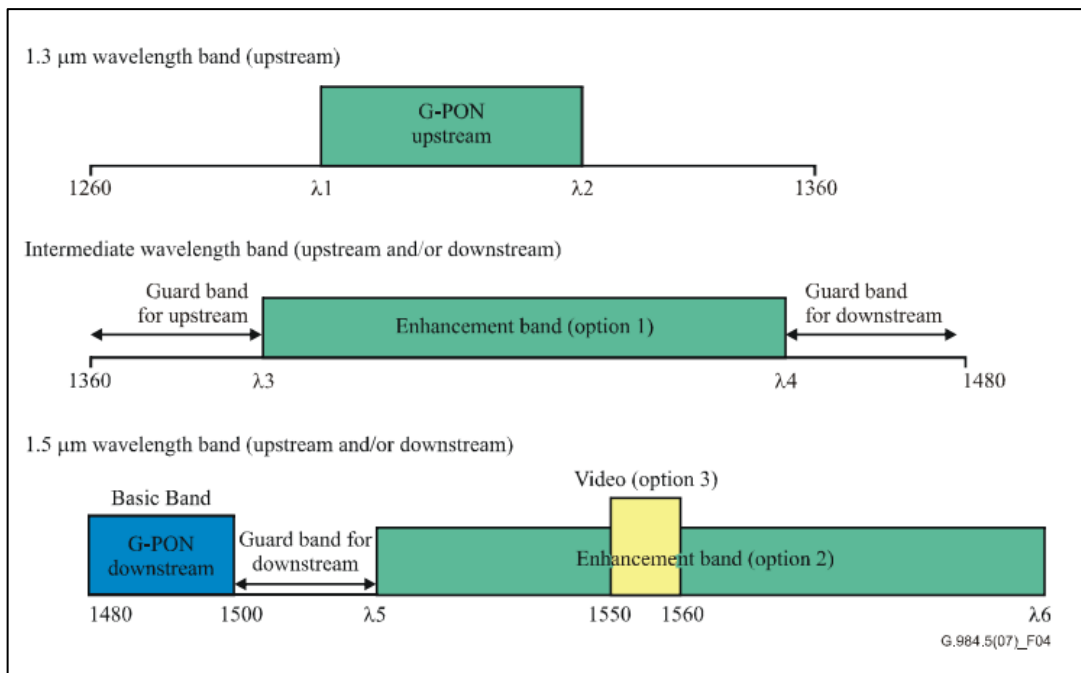 1.3 μm wavelength band (upstream)
G-PON
upstream
1260
λ1
λ2
1360
Intermediate wavelength band (upstream and/or downstream)
Guard band
for upstream
Enhancement band (option 1)
Guard band
for downstream
1360
λ3
λ4
1480
1.5 μm wavelength band (upstream and/or downstream)
Basic Band
Video (option 3)
G-PON
downstream
Guard band for
downstream
Enhancement band (option 2)
1480
1500
λ5
1550
1560
λ6
G.984.5(07)_F04